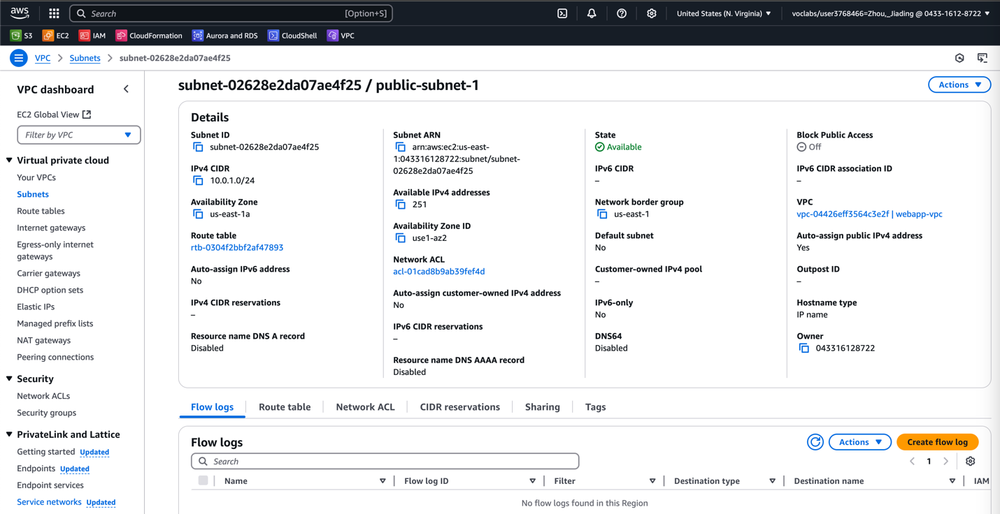 aws
Search [Option+S]
United States (N. Virginia) ▼
voclabs/user3768466=Zhou,_Jiading @ 0433-1612-8722 ▼
S3 EC2 IAM CloudFormation Aurora and RDS CloudShell VPC
VPC > Subnets > subnet-02628e2da07ae4f25
VPC dashboard
EC2 Global View
Filter by VPC
Virtual private cloud
Your VPCs
Subnets
Route tables
Internet gateways
Egress-only internet
gateways
Carrier gateways
DHCP option sets
Elastic IPs
Managed prefix lists
NAT gateways
Peering connections
Security
Network ACLs
Security groups
PrivateLink and Lattice
Getting started Updated
Endpoints Updated
Endpoint services
Service networks Updated
subnet-02628e2da07ae4f25 / public-subnet-1
Actions
Details
Subnet ID
subnet-02628e2da07ae4f25
IPv4 CIDR
10.0.1.0/24
Availability Zone
us-east-1a
Route table
rtb-0304f2bbf2af47893
Auto-assign IPv6 address
No
IPv4 CIDR reservations
–
Resource name DNS A record
Disabled
Subnet ARN
arn:aws:ec2:us-east-
1:043316128722:subnet/subnet-
02628e2da07ae4f25
Available IPv4 addresses
251
Availability Zone ID
use1-az2
Network ACL
acl-01cad8b9ab39fef4d
Auto-assign customer-owned IPv4 address
No
IPv6 CIDR reservations
–
Resource name DNS AAAA record
Disabled
State
Available
IPv6 CIDR
–
Network border group
us-east-1
Default subnet
No
Customer-owned IPv4 pool
–
IPv6-only
No
DNS64
Disabled
Block Public Access
Off
IPv6 CIDR association ID
–
VPC
vpc-04426eff3564c3e2f | webapp-vpc
Auto-assign public IPv4 address
Yes
Outpost ID
–
Hostname type
IP name
Owner
043316128722
Flow logs Route table Network ACL CIDR reservations Sharing Tags
Flow logs
Actions
Create flow log
Search
1
Name Flow log ID Filter Destination type Destination name IAM
No flow logs found in this Region